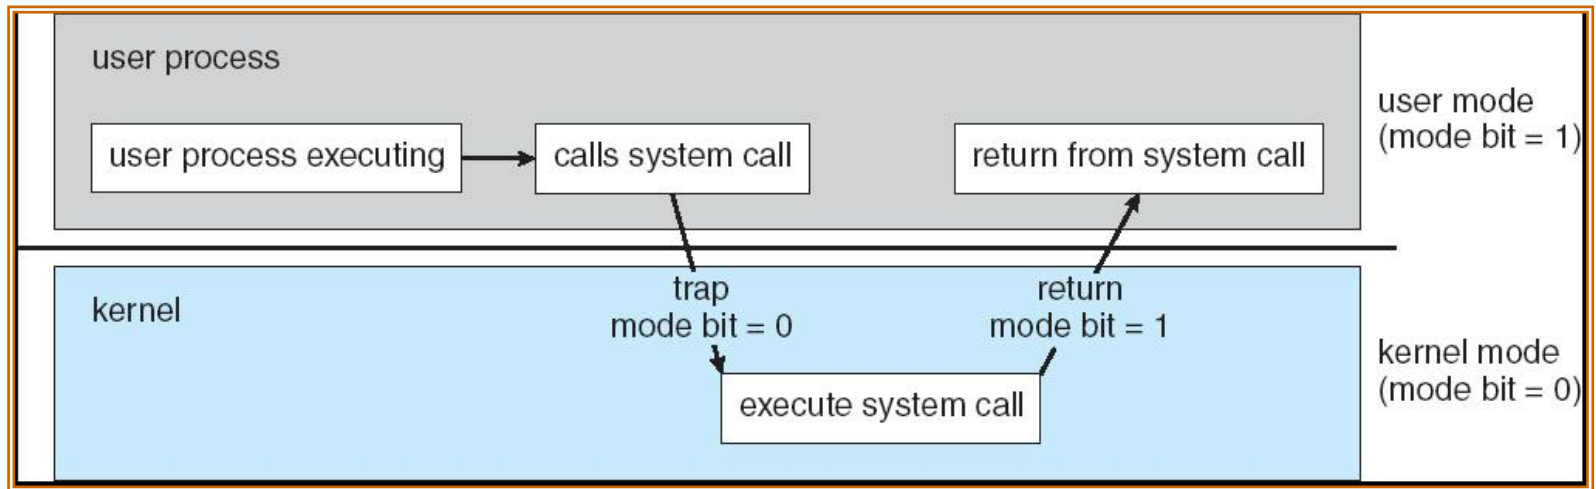 user process
user process executing
calls system call
return from system call
user mode
(mode bit = 1)
kernel
trap
mode bit = 0
return
mode bit = 1
execute system call
kernel mode
(mode bit = 0)